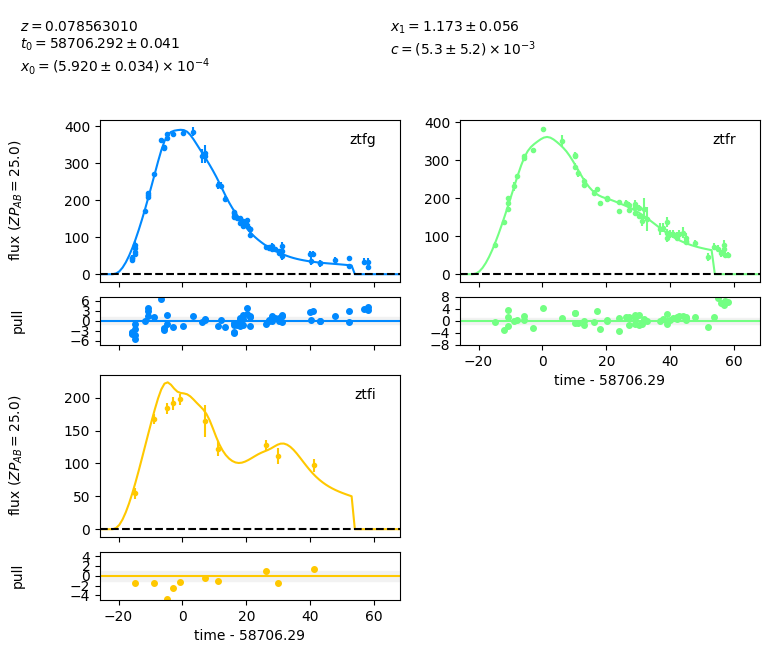 z = 0.078563010
t₀ = 58706.292 ± 0.041
x₀ = (5.920 ± 0.034) × 10⁻⁴
x₁ = 1.173 ± 0.056
c = (5.3 ± 5.2) × 10⁻³
flux (ZP_AB = 25.0)
400
300
200
100
0
ztfg
400
300
200
100
0
ztfr
pull
6
3
0
−3
−6
8
4
0
−4
−8
−20 0 20 40 60
time - 58706.29
flux (ZP_AB = 25.0)
200
150
100
50
0
ztfi
pull
4
2
0
−2
−4
−20 0 20 40 60
time - 58706.29